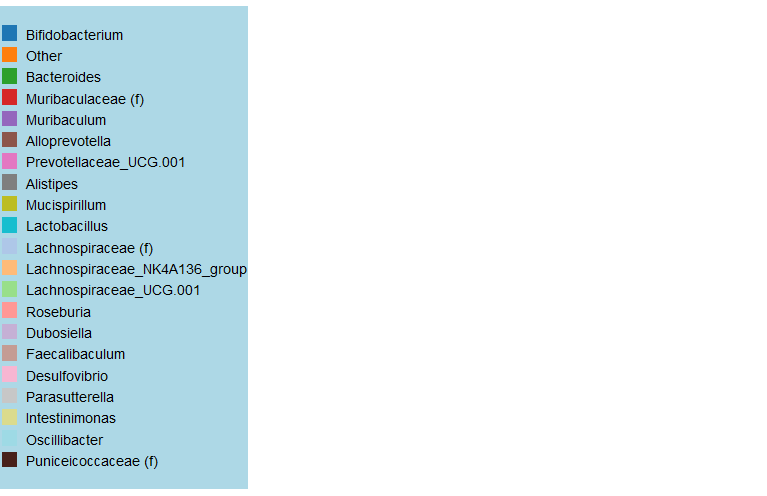 Bifidobacterium
Other
Bacteroides
Muribaculaceae (f)
Muribaculum
Alloprevotella
Prevotellaceae_UCG.001
Alistipes
Mucispirillum
Lactobacillus
Lachnospiraceae (f)
Lachnospiraceae_NK4A136_group
Lachnospiraceae_UCG.001
Roseburia
Dubosiella
Faecalibaculum
Desulfovibrio
Parasutterella
Intestinimonas
Oscillibacter
Puniceicoccaceae (f)